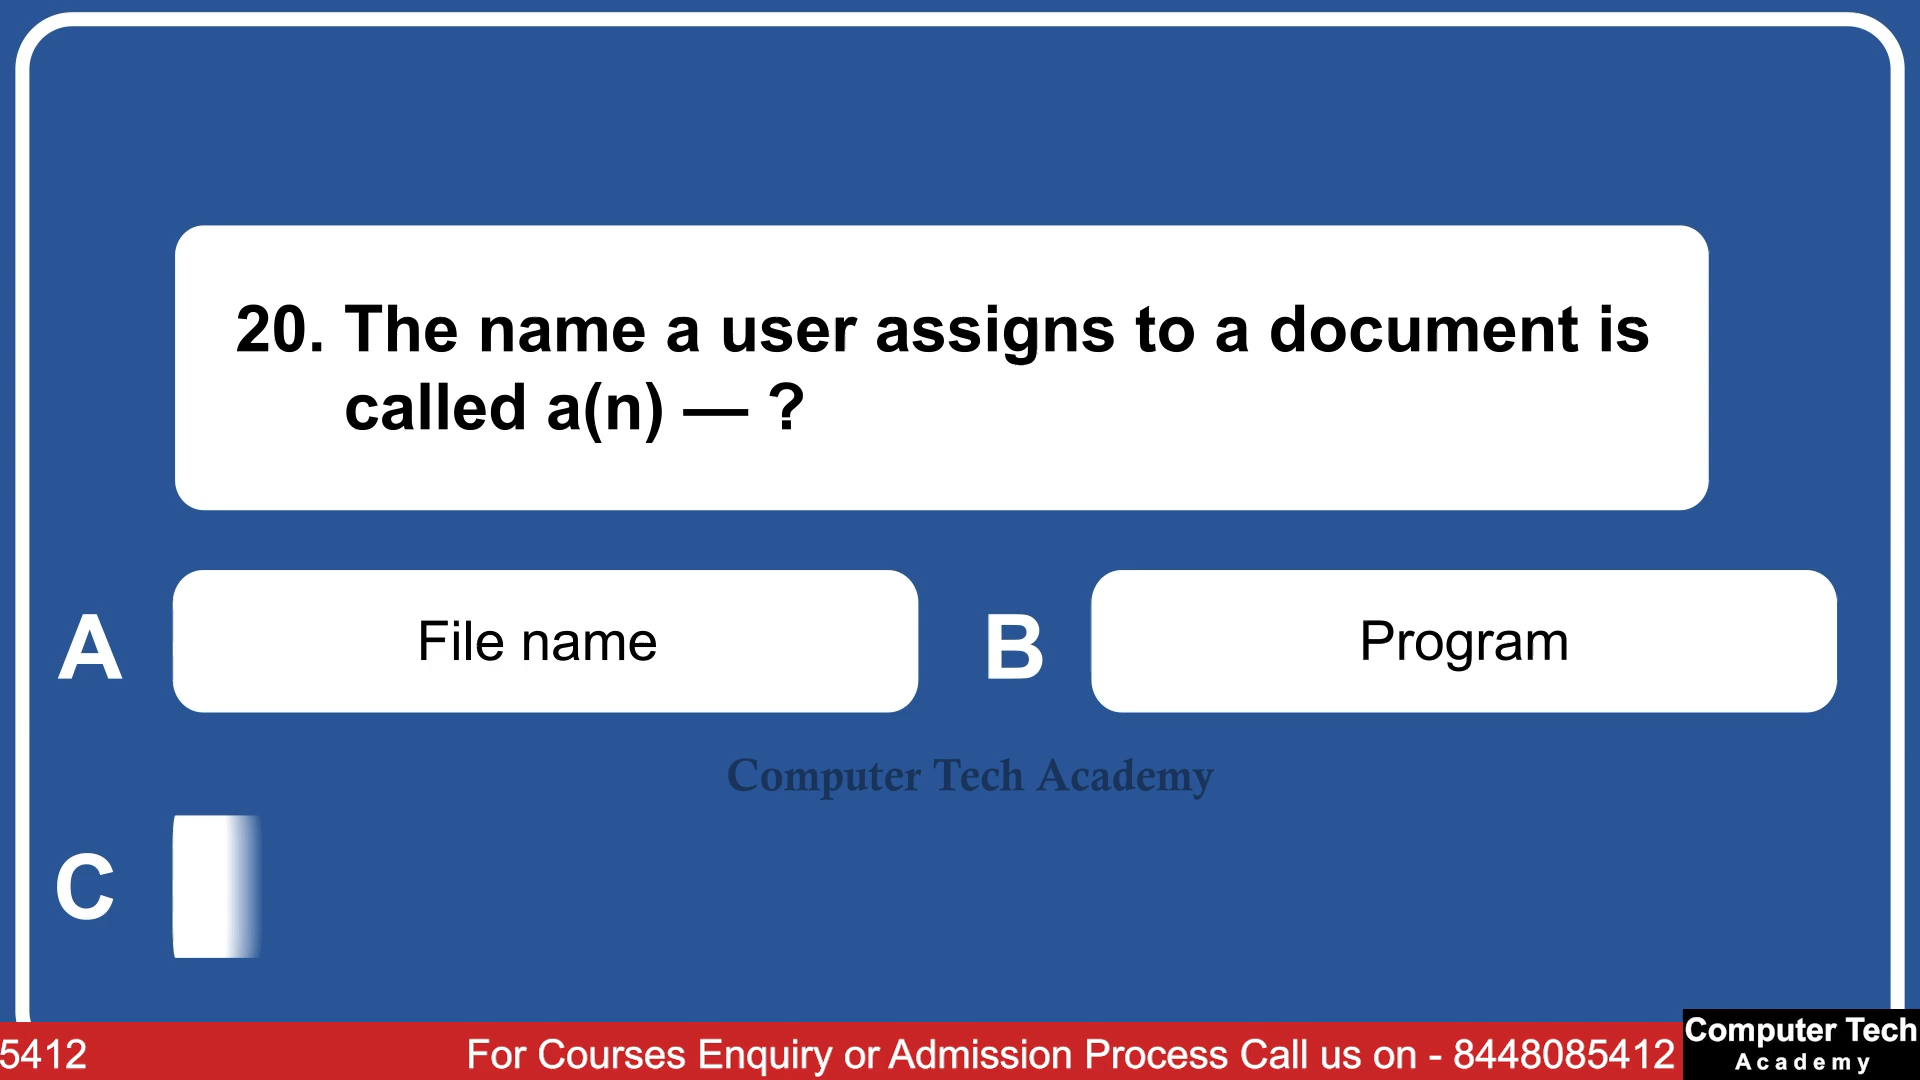 20. The name a user assigns to a document is
called a(n) — ?
A
File name
B
Program
Computer Tech Academy
C
5412
For Courses Enquiry or Admission Process Call us on - 8448085412
Computer Tech
Academy